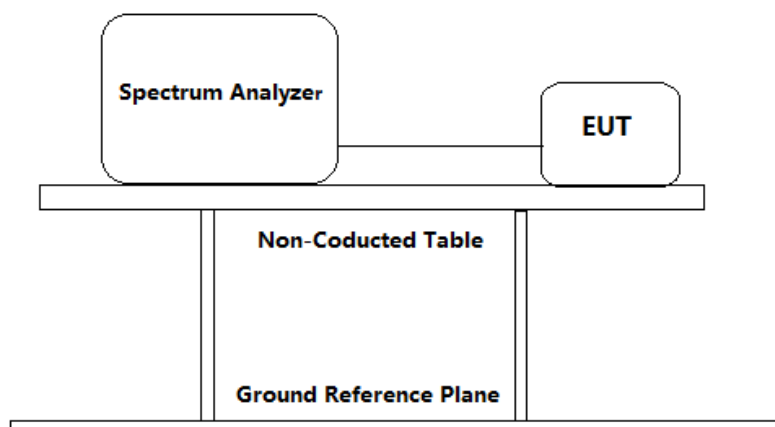 Spectrum Analyzer
EUT
Non-Coducted Table
Ground Reference Plane